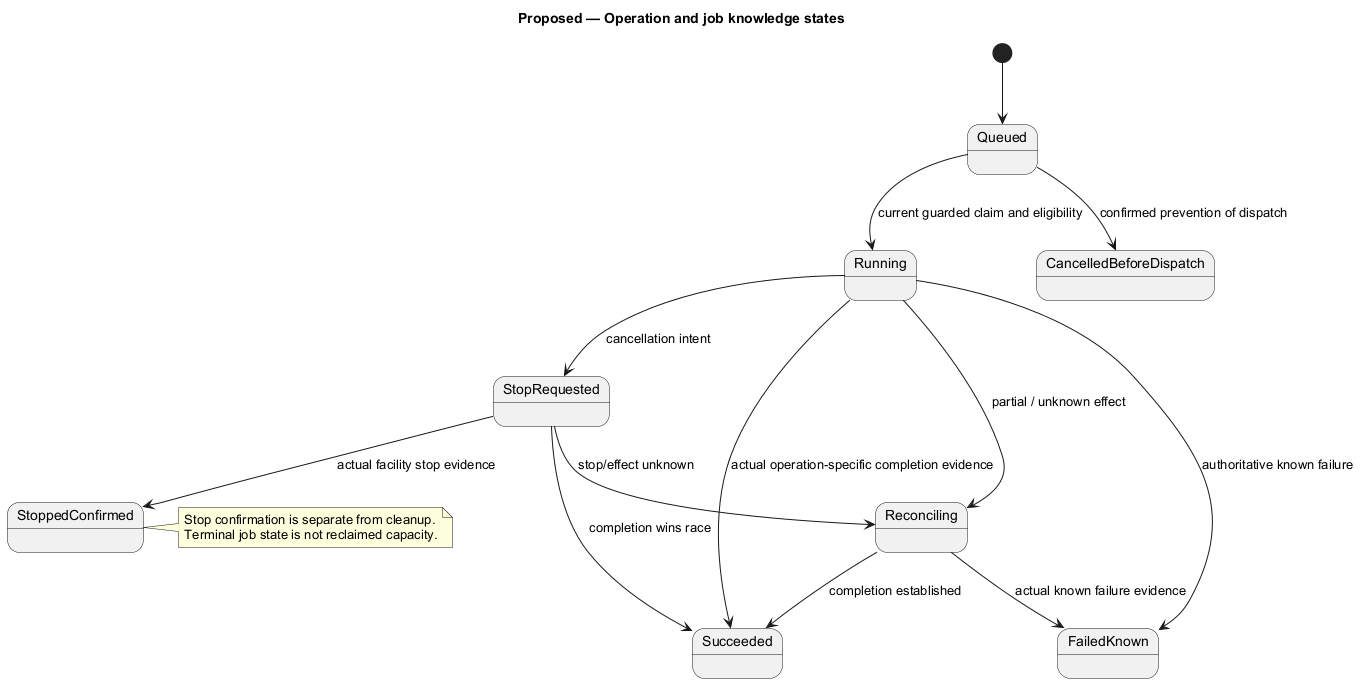 Proposed — Operation and job knowledge states
Queued
current guarded claim and eligibility
confirmed prevention of dispatch
Running
CancelledBeforeDispatch
cancellation intent
StopRequested
partial / unknown effect
actual facility stop evidence
stop/effect unknown
actual operation-specific completion evidence
authoritative known failure
StoppedConfirmed
Stop confirmation is separate from cleanup.
Terminal job state is not reclaimed capacity.
Reconciling
completion wins race
completion established
actual known failure evidence
Succeeded
FailedKnown